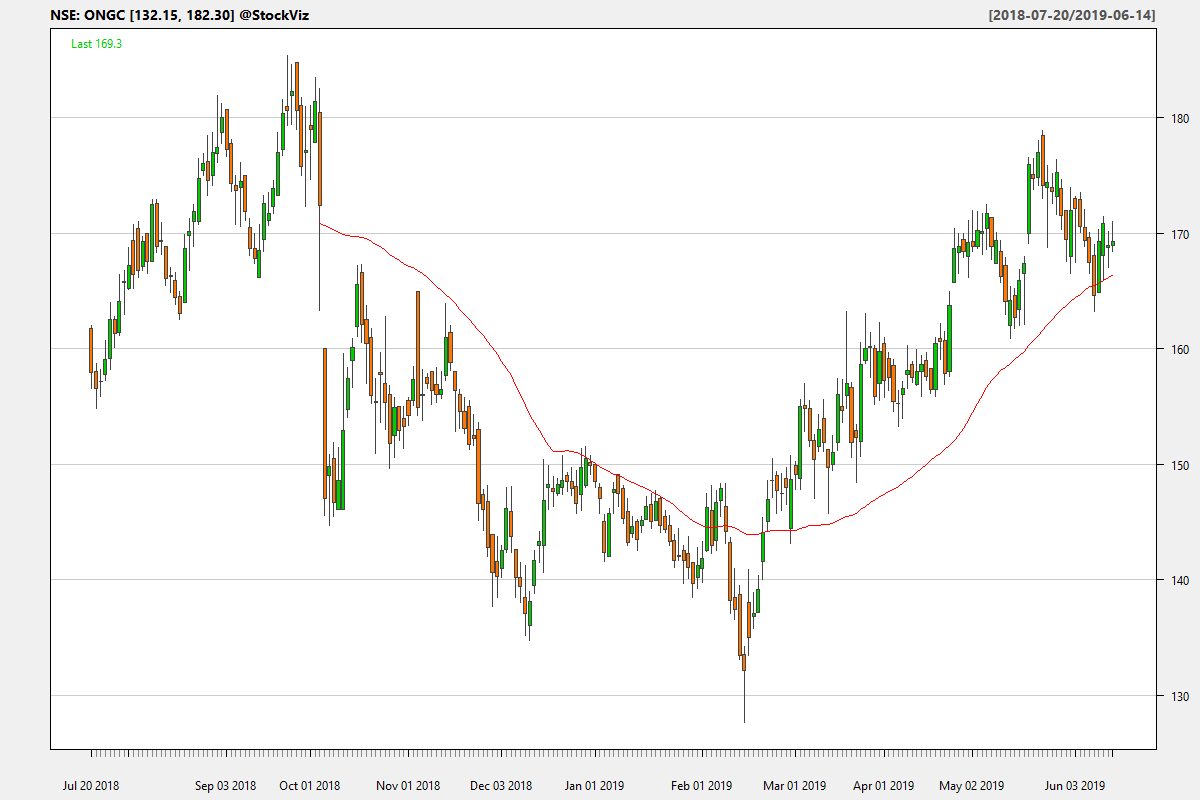 NSE: ONGC [132.15, 182.30] @StockViz [2018-07-20/2019-06-14]
Last 169.3
180
170
160
150
140
130
Jul 20 2018 Sep 03 2018 Oct 01 2018 Nov 01 2018 Dec 03 2018 Jan 01 2019 Feb 01 2019 Mar 01 2019 Apr 01 2019 May 02 2019 Jun 03 2019